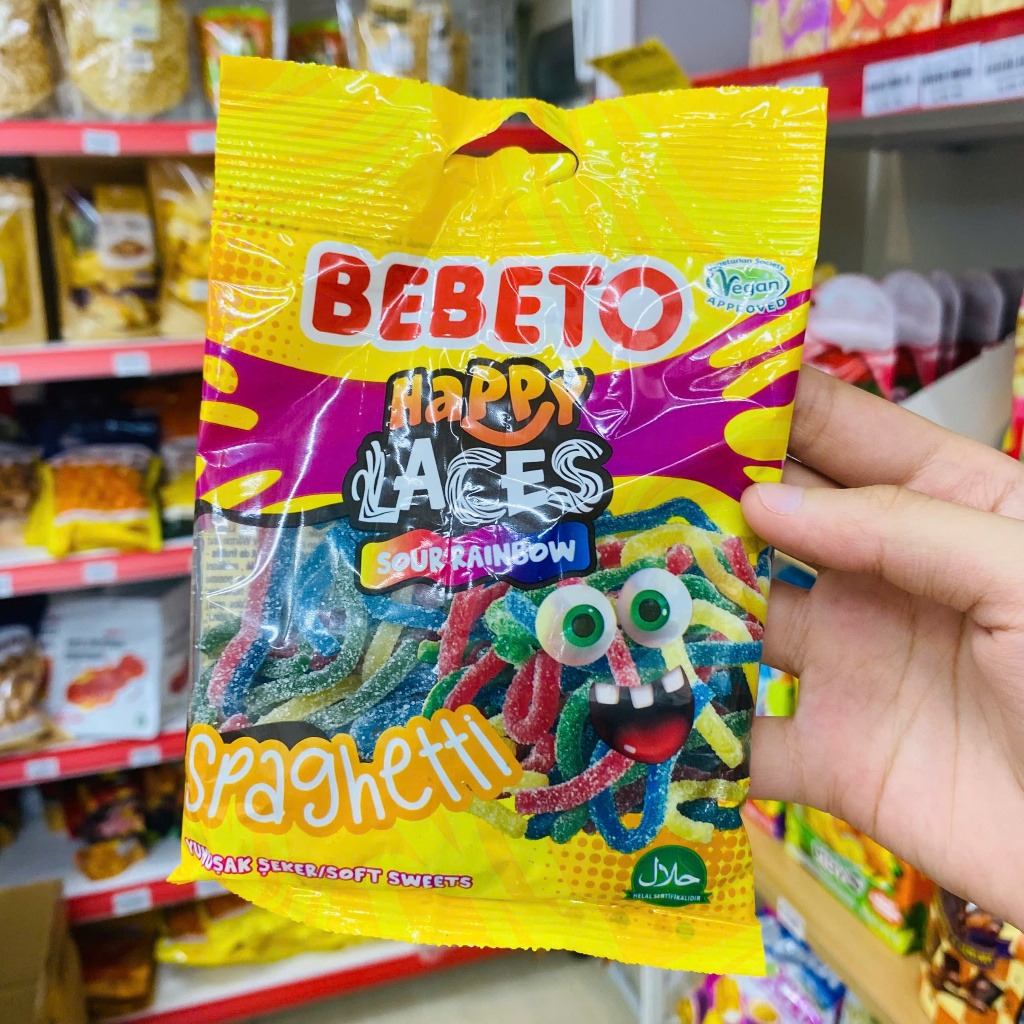 BEBETO
Vegetarian Society
Vegan
APPROVED
Happy
LACES
SOUR RAINBOW
Spaghetti
YUMUŞAK ŞEKER/SOFT SWEETS
حلال
HELAL SERTİFİKALIDIR